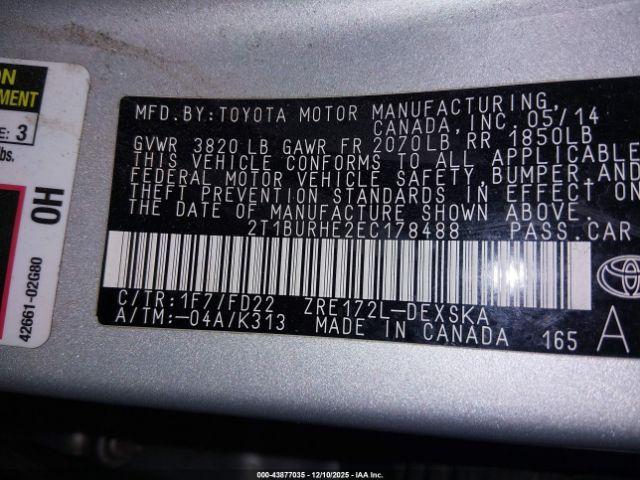 ON
EMENT
E: 3
lbs.
OH
42661-02G80
MFD.BY:TOYOTA MOTOR MANUFACTURING,
CANADA,INC. 05/14
GVWR 3820LB GAWR FR 2070LB,RR 1850LB
THIS VEHICLE CONFORMS TO ALL APPLICABLE
FEDERAL MOTOR VEHICLE SAFETY, BUMPER AND
THEFT PREVENTION STANDARDS IN EFFECT ON
THE DATE OF MANUFACTURE SHOWN ABOVE.
2T1BURHE2EC178488 PASS.CAR
C/TR:1F7/FD22 ZRE172L-DEXSKA
A/TM:-04A/K313 MADE IN CANADA 165 A
00-43877035 - 12/10/2025 - IAA Inc.